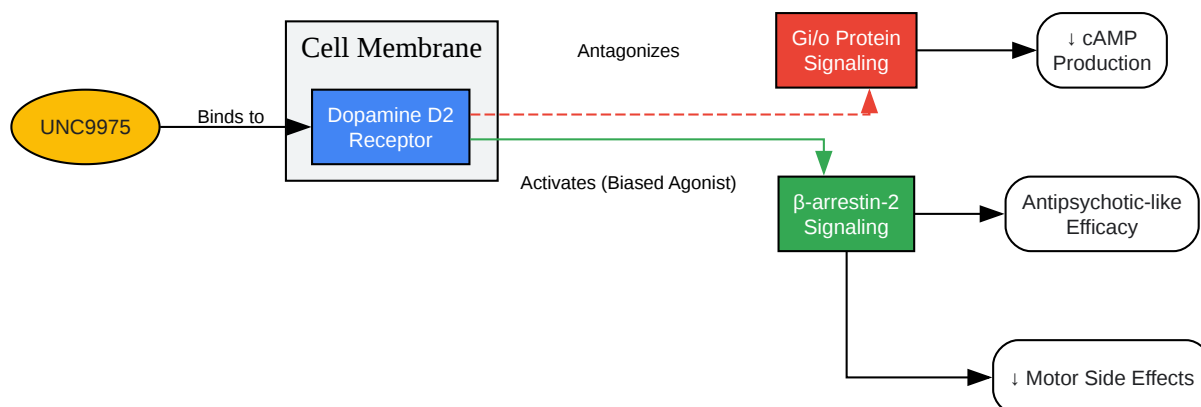 UNC9975
Binds to
Cell Membrane
Dopamine D2
Receptor
Antagonizes
Activates (Biased Agonist)
Gi/o Protein
Signaling
↓ cAMP
Production
β-arrestin-2
Signaling
Antipsychotic-like
Efficacy
↓ Motor Side Effects